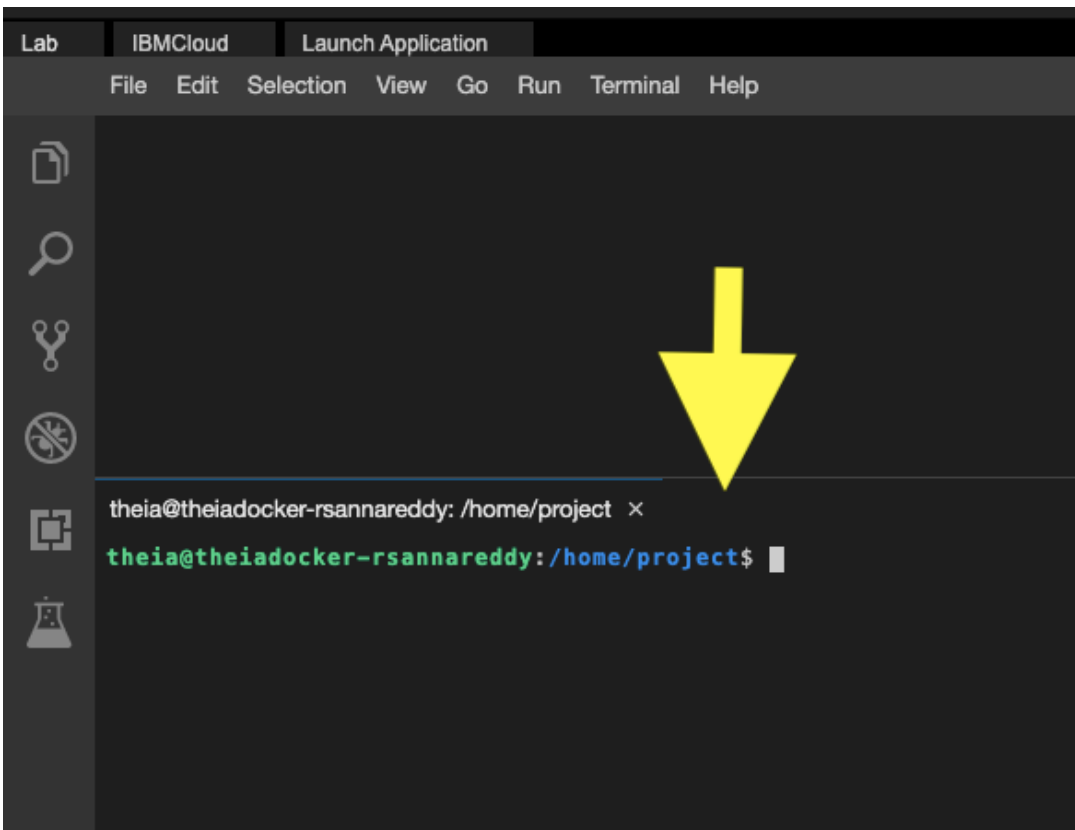 Lab IBMCloud Launch Application
File Edit Selection View Go Run Terminal Help
theia@theiadocker-rsannareddy: /home/project ×
theia@theiadocker-rsannareddy:/home/project$